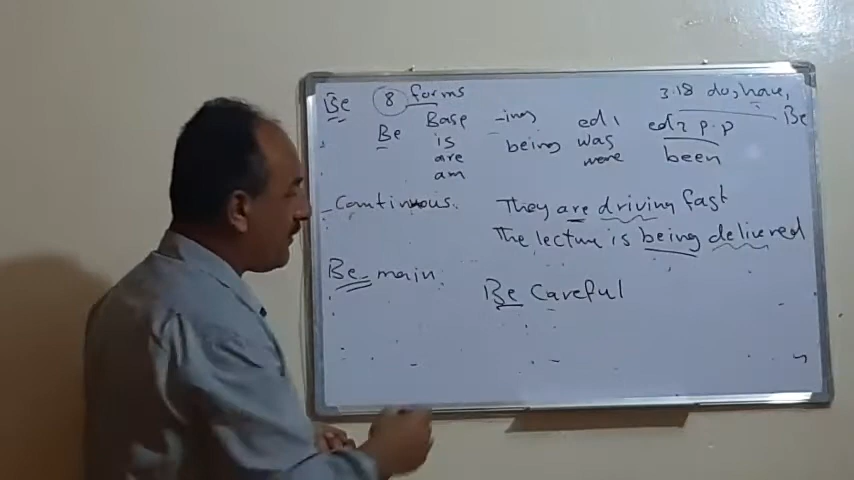 Be 8 forms 3.18 do, have, Be
Be Base -ing ed1 ed2 p.p
is being was been
are were
am
Continuous. They are driving fast
The lecture is being delivered
Be main Be careful